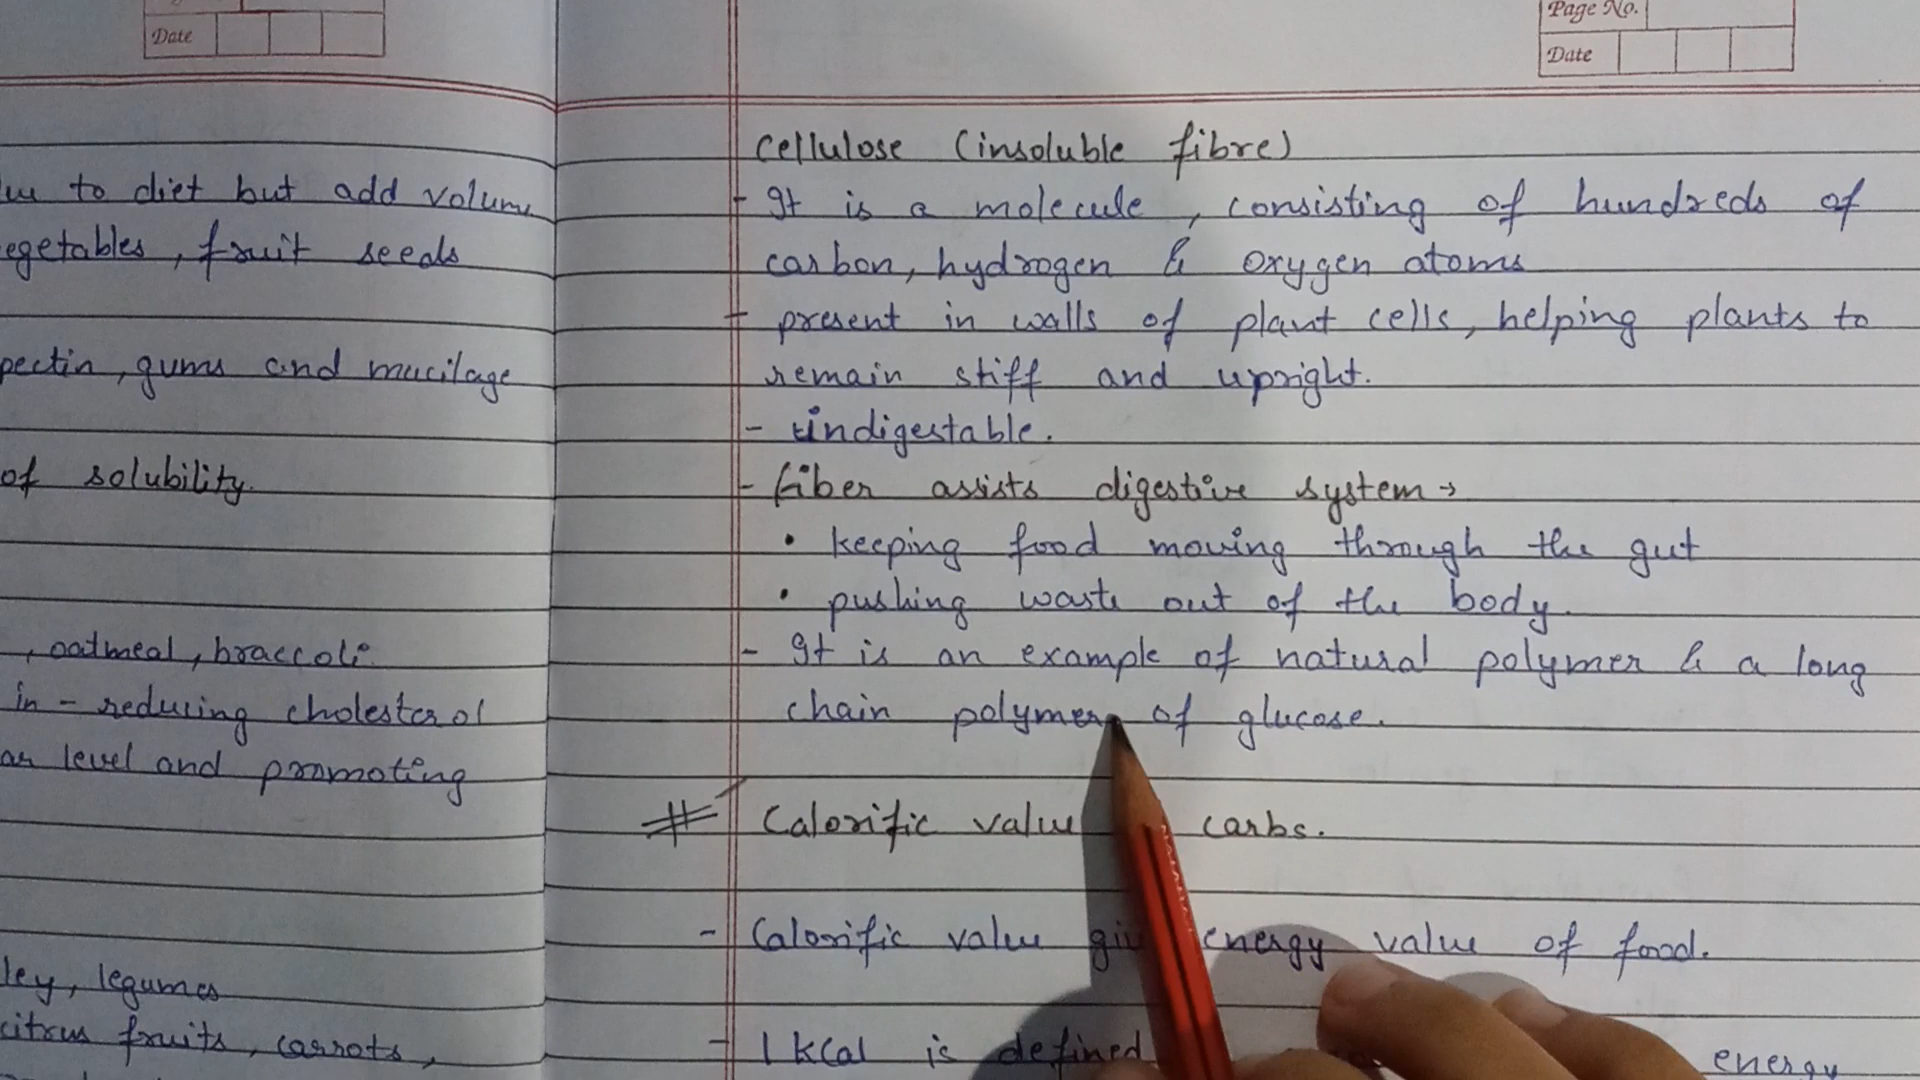 Date
lue to diet but add volume
egetables, fruit seeds
pectin, gums and mucilage
of solubility.
, oatmeal, braccoli
in - reducing cholesterol
ar level and promoting
ley, legumes
citrus fruits, carrots,
Page No.
Date
Cellulose (insoluble fibre)
- It is a molecule, consisting of hundreds of
carbon, hydrogen & oxygen atoms
- present in walls of plant cells, helping plants to
remain stiff and upright.
- indigestable.
- fiber assists digestive system →
• keeping food moving through the gut
• pushing waste out of the body.
- It is an example of natural polymer & a long
chain polymer of glucose.
# Calorific value carbs.
- Calorific value energy value of food.
- 1 kCal is defined energy